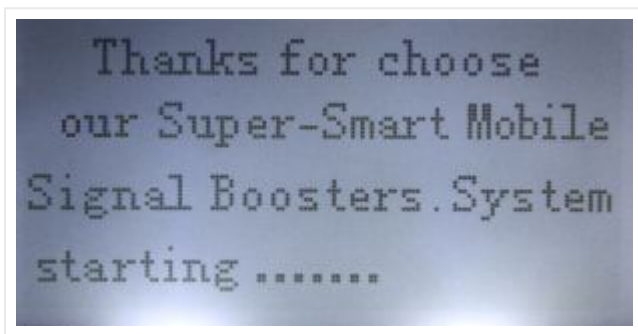 Thanks for choose
our Super-Smart Mobile
Signal Boosters.System
starting .......